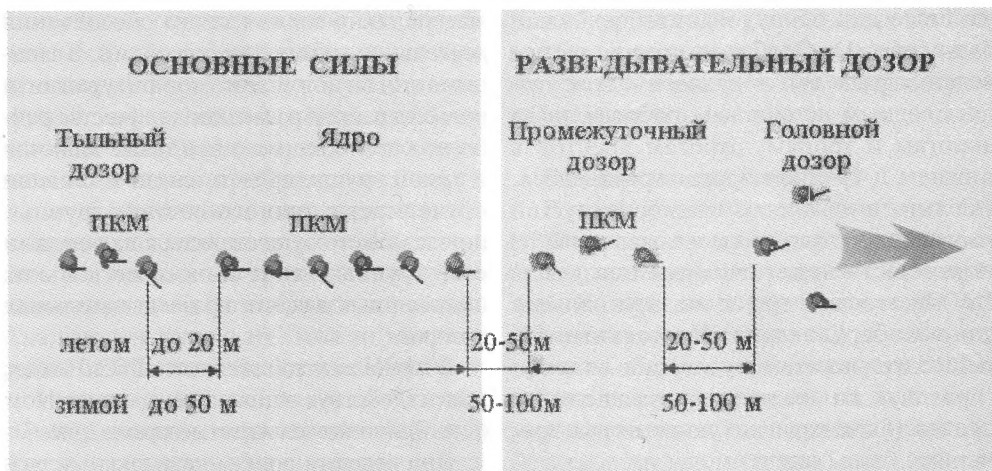 ОСНОВНЫЕ СИЛЫ
РАЗВЕДЫВАТЕЛЬНЫЙ ДОЗОР
Тыльный
дозор
Ядро
Промежуточный
дозор
Головной
дозор
ПКМ
ПКМ
ПКМ
летом до 20 м
20-50м
20-50 м
зимой до 50 м
50-100м
50-100 м